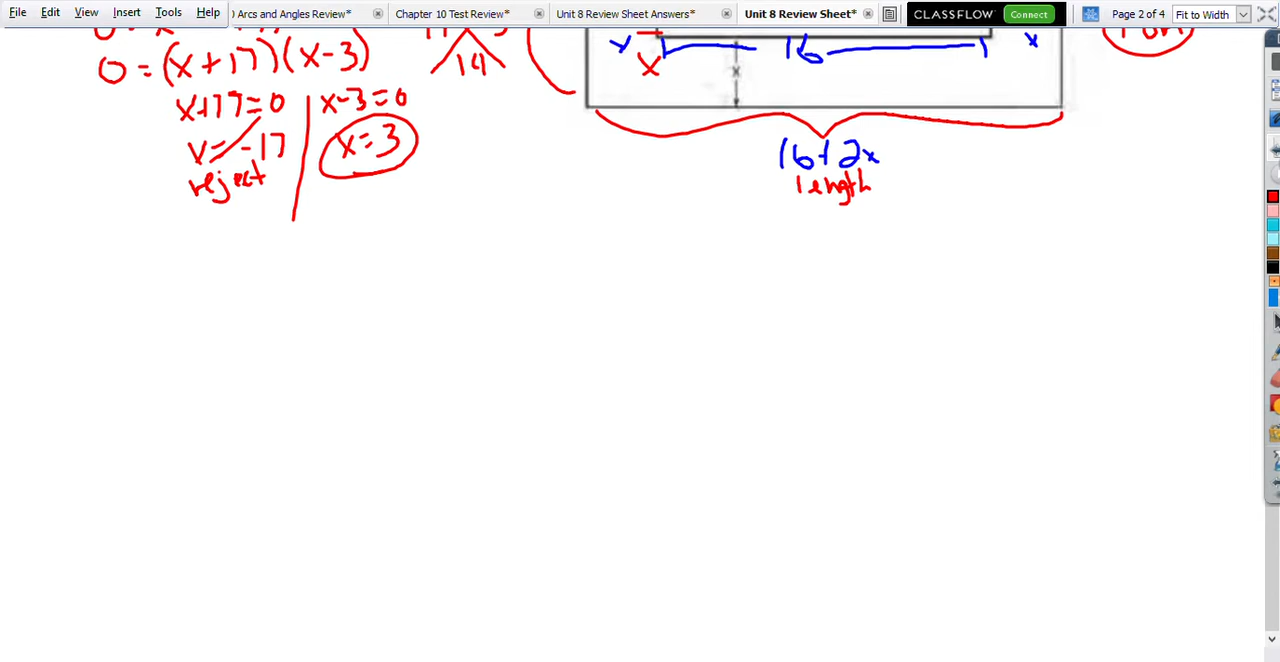 File Edit View Insert Tools Help
) Arcs and Angles Review*
Chapter 10 Test Review*
Unit 8 Review Sheet Answers*
Unit 8 Review Sheet*
CLASSFLOW
Connect
Page 2 of 4
Fit to Width
0=(x+17)(x-3)
14
x+17=0
x-3=0
x=-17
x=3
reject
x
16
x
x
x
16+2x
length